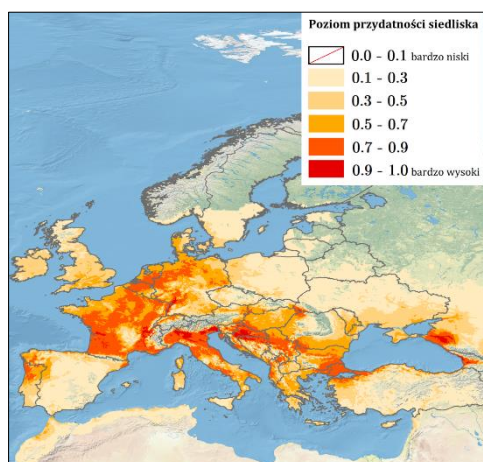 Poziom przydatności siedliska
0.0 - 0.1 bardzo niski
0.1 - 0.3
0.3 - 0.5
0.5 - 0.7
0.7 - 0.9
0.9 - 1.0 bardzo wysoki